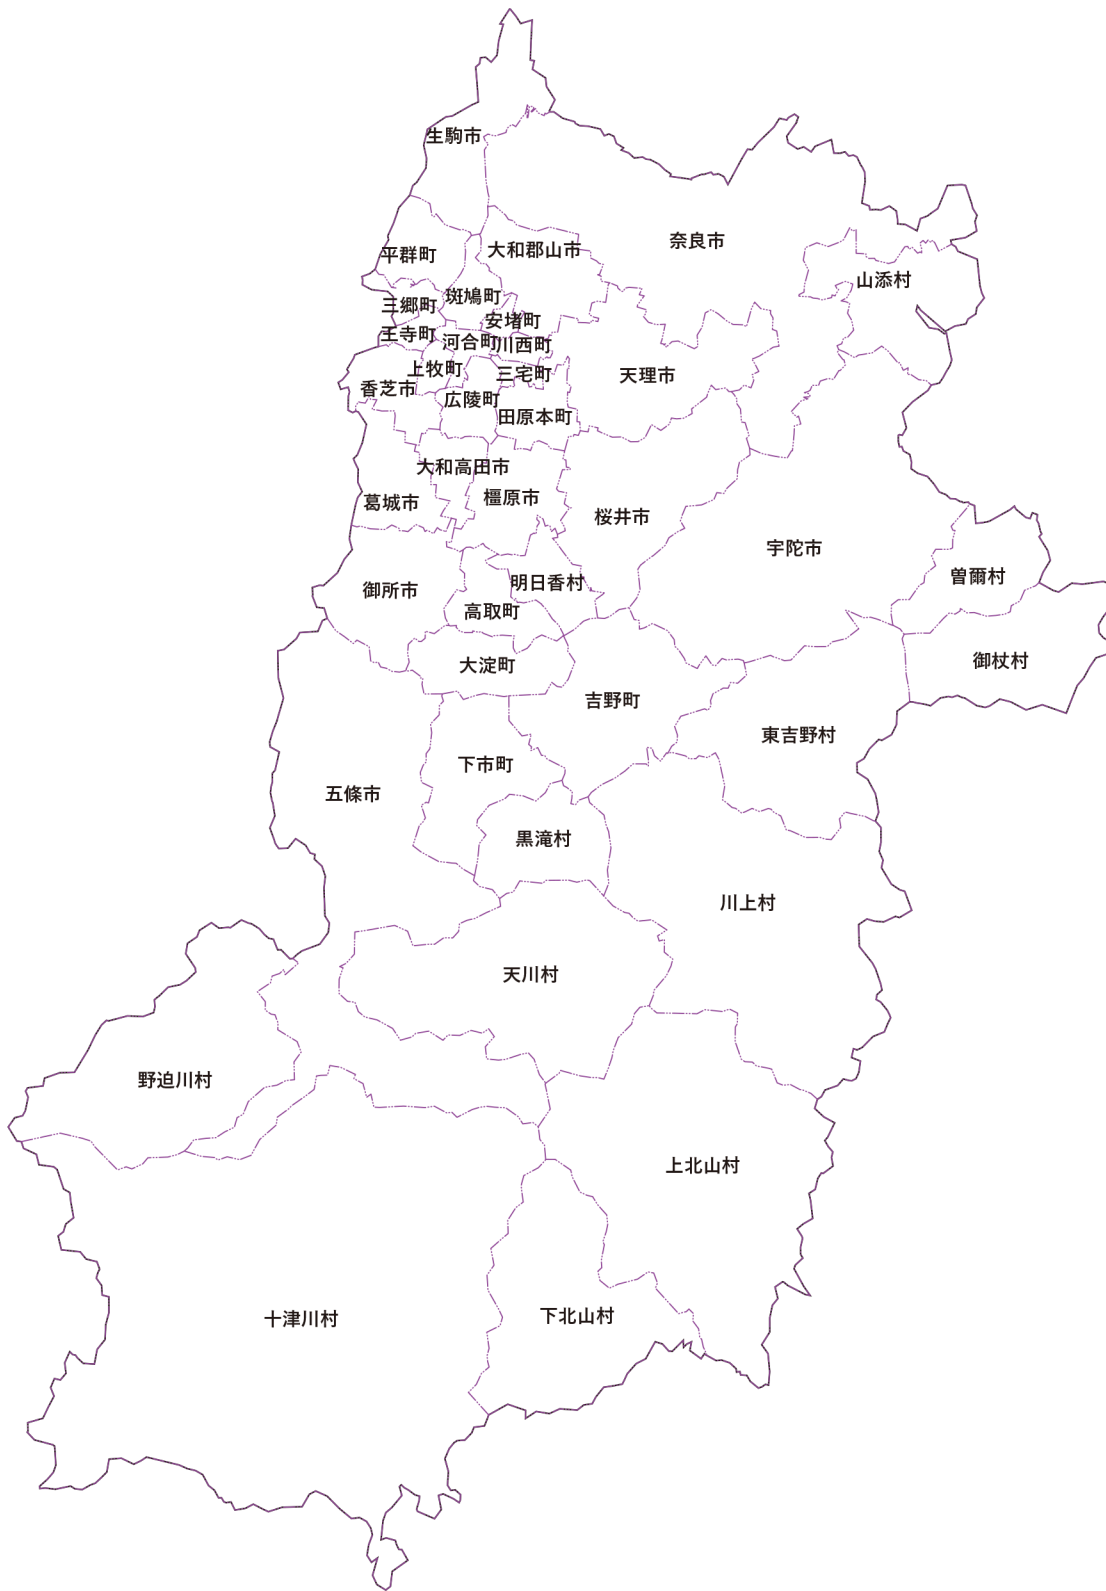 生駒市
奈良市
大和郡山市
平群町
山添村
斑鳩町
三郷町
安堵町
王寺町
河合町
川西町
上牧町
三宅町
天理市
香芝市
広陵町
田原本町
大和高田市
橿原市
葛城市
桜井市
宇陀市
曽爾村
御所市
明日香村
高取町
御杖村
大淀町
吉野町
東吉野村
下市町
五條市
黒滝村
川上村
天川村
野迫川村
上北山村
十津川村
下北山村